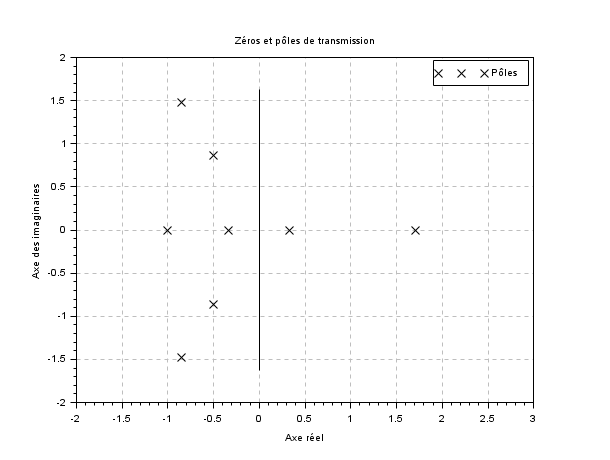 Zéros et pôles de transmission
Pôles
2
1.5
1
0.5
0
-0.5
-1
-1.5
-2
Axe des imaginaires
-2 -1.5 -1 -0.5 0 0.5 1 1.5 2 2.5 3
Axe réel